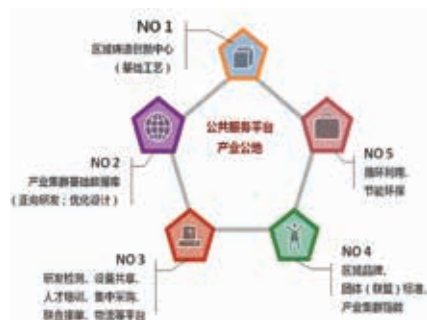 NO 1
区域铸造创新中心
（基础工艺）
公共服务平台
产业公地
NO 2
产业集群基础数据库
（正向研发；优化设计）
NO 5
循环利用、
节能环保
NO 3
研发检测、设备共享、
人才培训、集中采购、
联合接单、物流等平台
NO 4
区域品牌、
团体（联盟）标准、
产业集群指数